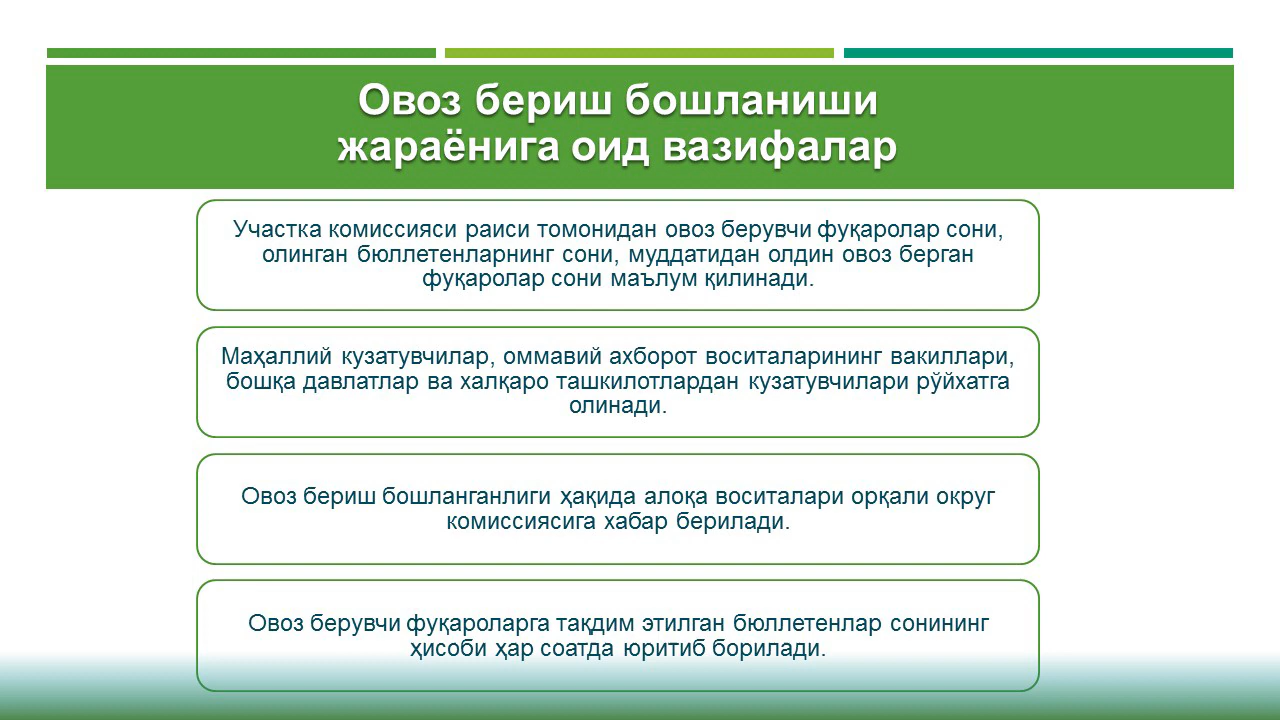 Овоз бериш бошланиши
жараёнига оид вазифалар
Участка комиссияси раиси томонидан овоз берувчи фуқаролар сони,
олинган бюллетенларнинг сони, муддатидан олдин овоз берган
фуқаролар сони маълум қилинади.
Маҳаллий кузатувчилар, оммавий ахборот воситаларининг вакиллари,
бошқа давлатлар ва халқаро ташкилотлардан кузатувчилари рўйхатга
олинади.
Овоз бериш бошланганлиги ҳақида алоқа воситалари орқали округ
комиссиясига хабар берилади.
Овоз берувчи фуқароларга тақдим этилган бюллетенлар сонининг
ҳисоби ҳар соатда юритиб борилади.